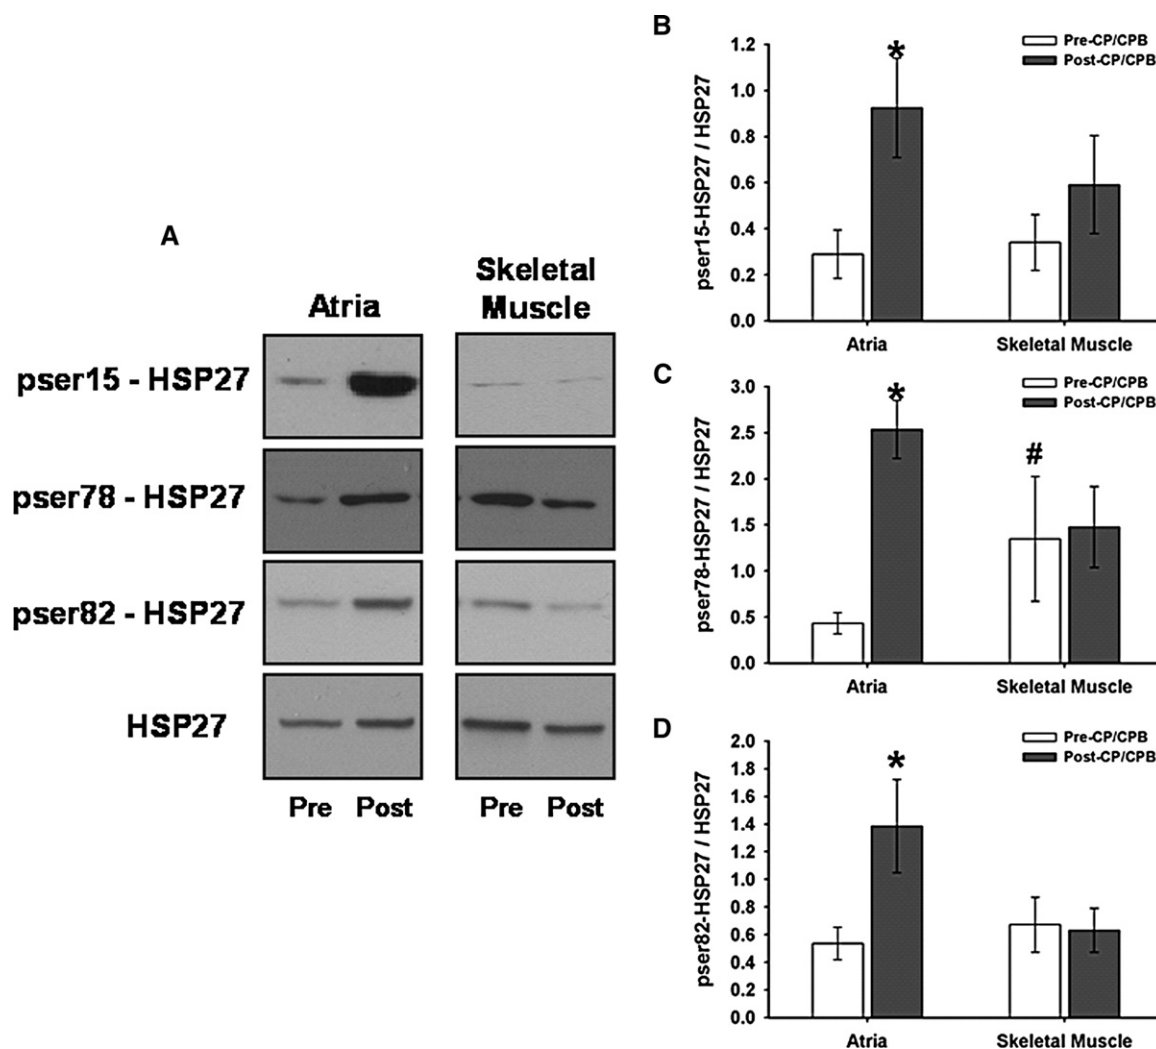 A
Atria
Skeletal
Muscle
pser15 - HSP27
pser78 - HSP27
pser82 - HSP27
HSP27
Pre Post Pre Post
B
pser15-HSP27 / HSP27
1.2
1.0
0.8
0.6
0.4
0.2
0.0
*
Pre-CP/CPB
Post-CP/CPB
Atria Skeletal Muscle
C
pser78-HSP27 / HSP27
3.0
2.5
2.0
1.5
1.0
0.5
0.0
*
#
Pre-CP/CPB
Post-CP/CPB
Atria Skeletal Muscle
D
pser82-HSP27 / HSP27
2.0
1.8
1.6
1.4
1.2
1.0
0.8
0.6
0.4
0.2
0.0
*
Pre-CP/CPB
Post-CP/CPB
Atria Skeletal Muscle